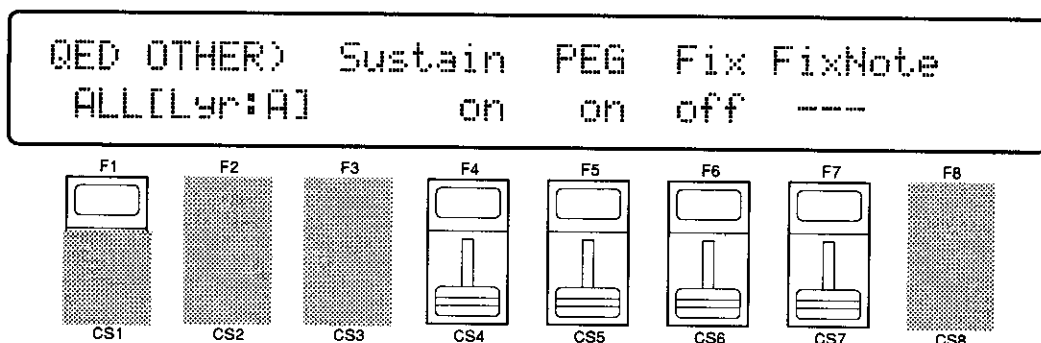 QED OTHER) Sustain PEG Fix FixNote
ALL[Lyr:A] on on off ---
F1 F2 F3 F4 F5 F6 F7 F8
CS1 CS2 CS3 CS4 CS5 CS6 CS7 CS8